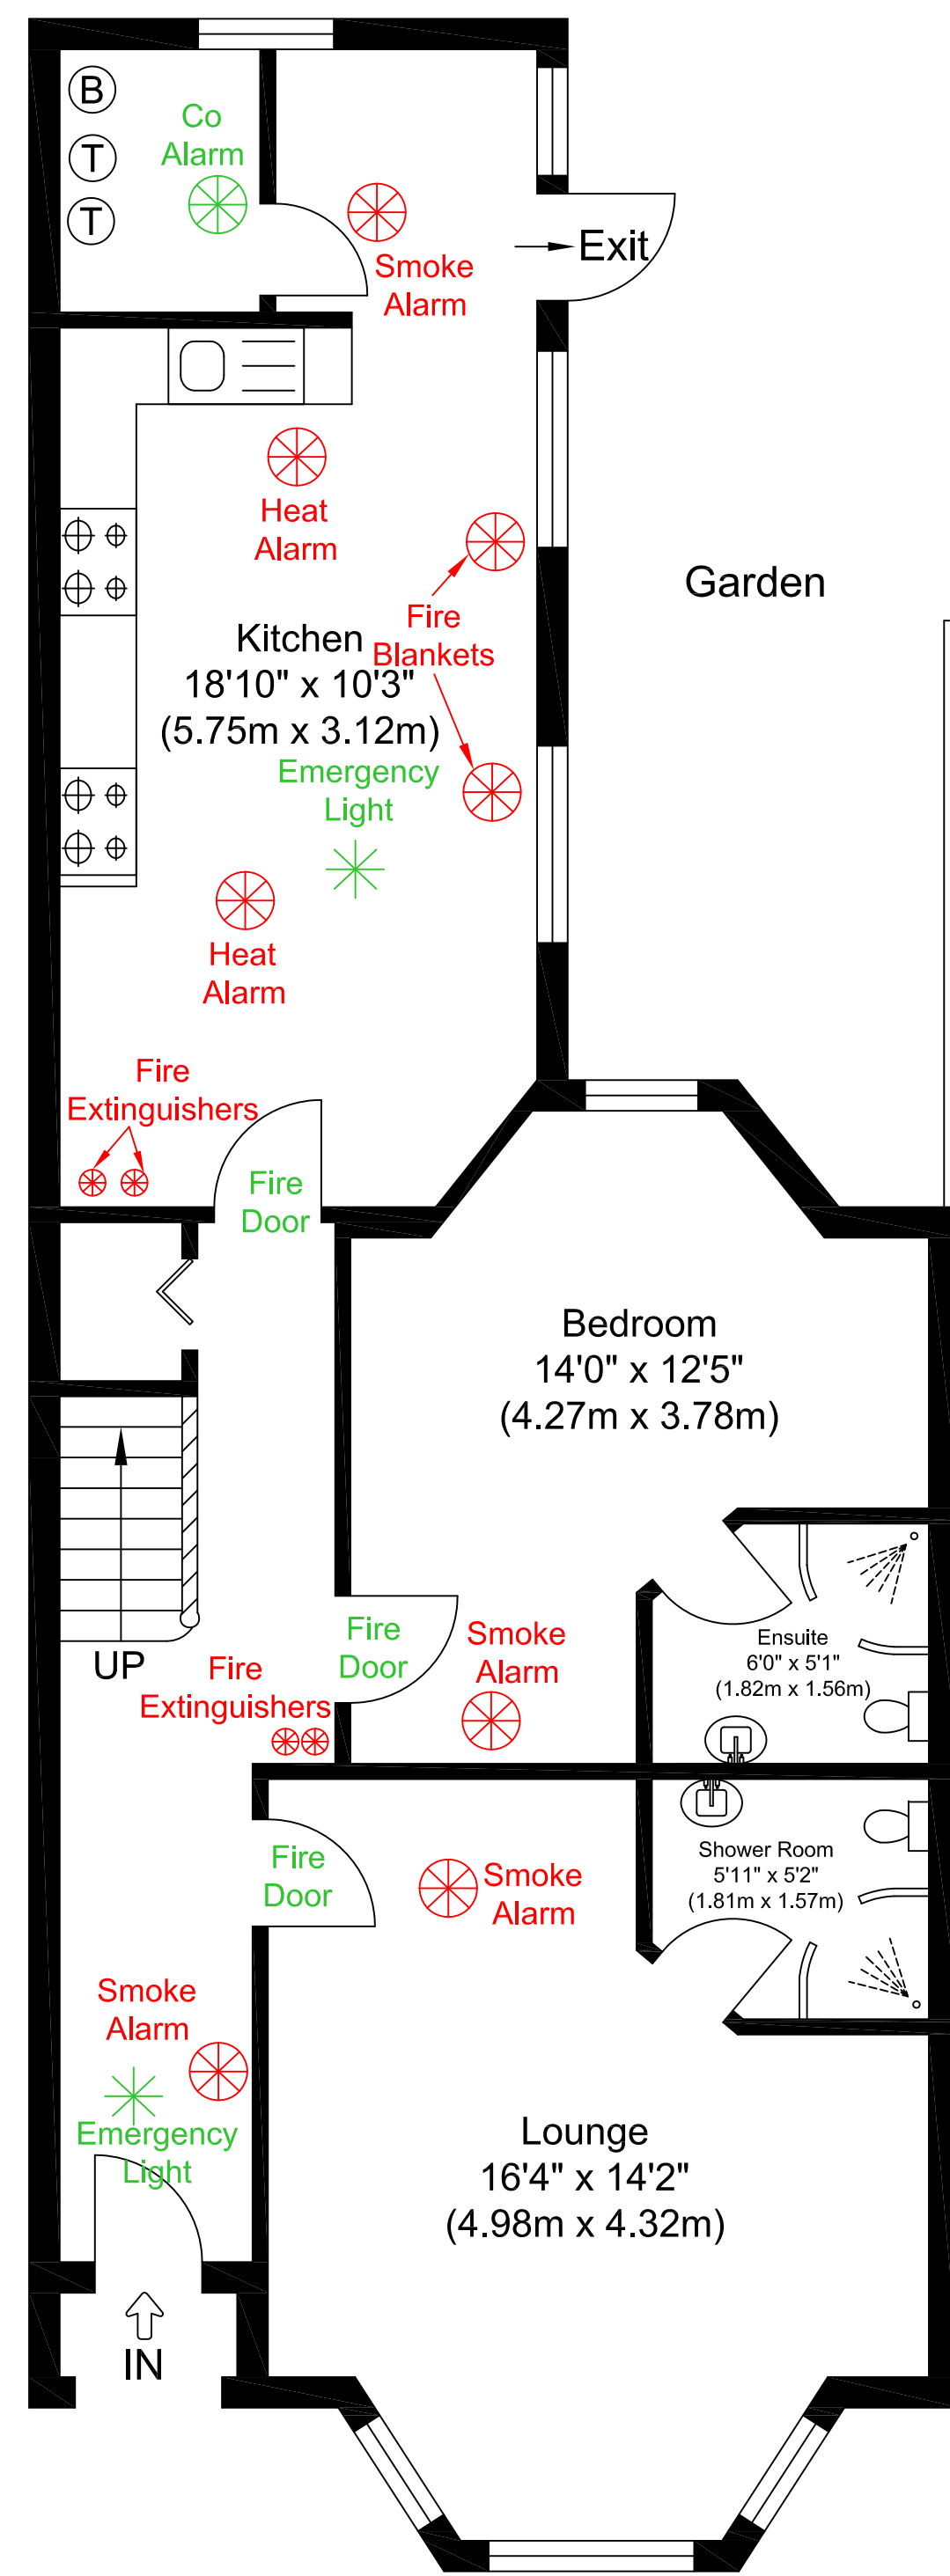 B
T
T
Co
Alarm
Smoke
Alarm
Exit
Heat
Alarm
Garden
Fire
Blankets
Kitchen
18'10" x 10'3"
(5.75m x 3.12m)
Emergency
Light
Heat
Alarm
Fire
Extinguishers
Fire
Door
Bedroom
14'0" x 12'5"
(4.27m x 3.78m)
UP
Fire
Extinguishers
Fire
Door
Smoke
Alarm
Ensuite
6'0" x 5'1"
(1.82m x 1.56m)
Fire
Door
Smoke
Alarm
Shower Room
5'11" x 5'2"
(1.81m x 1.57m)
Smoke
Alarm
Emergency
Light
Lounge
16'4" x 14'2"
(4.98m x 4.32m)
IN